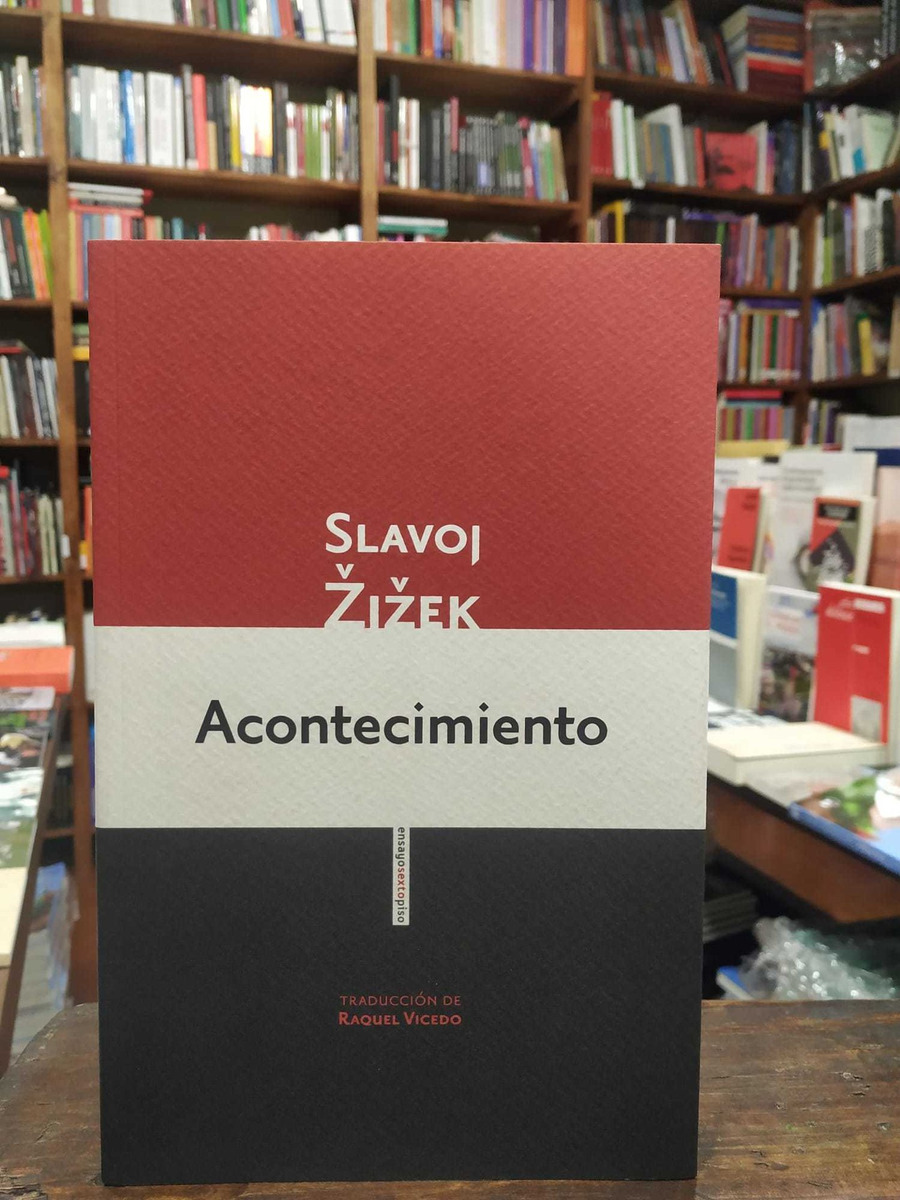 Slavoj
Žižek
Acontecimiento
ensayosextopiso
TRADUCCIÓN DE
RAQUEL VICEDO